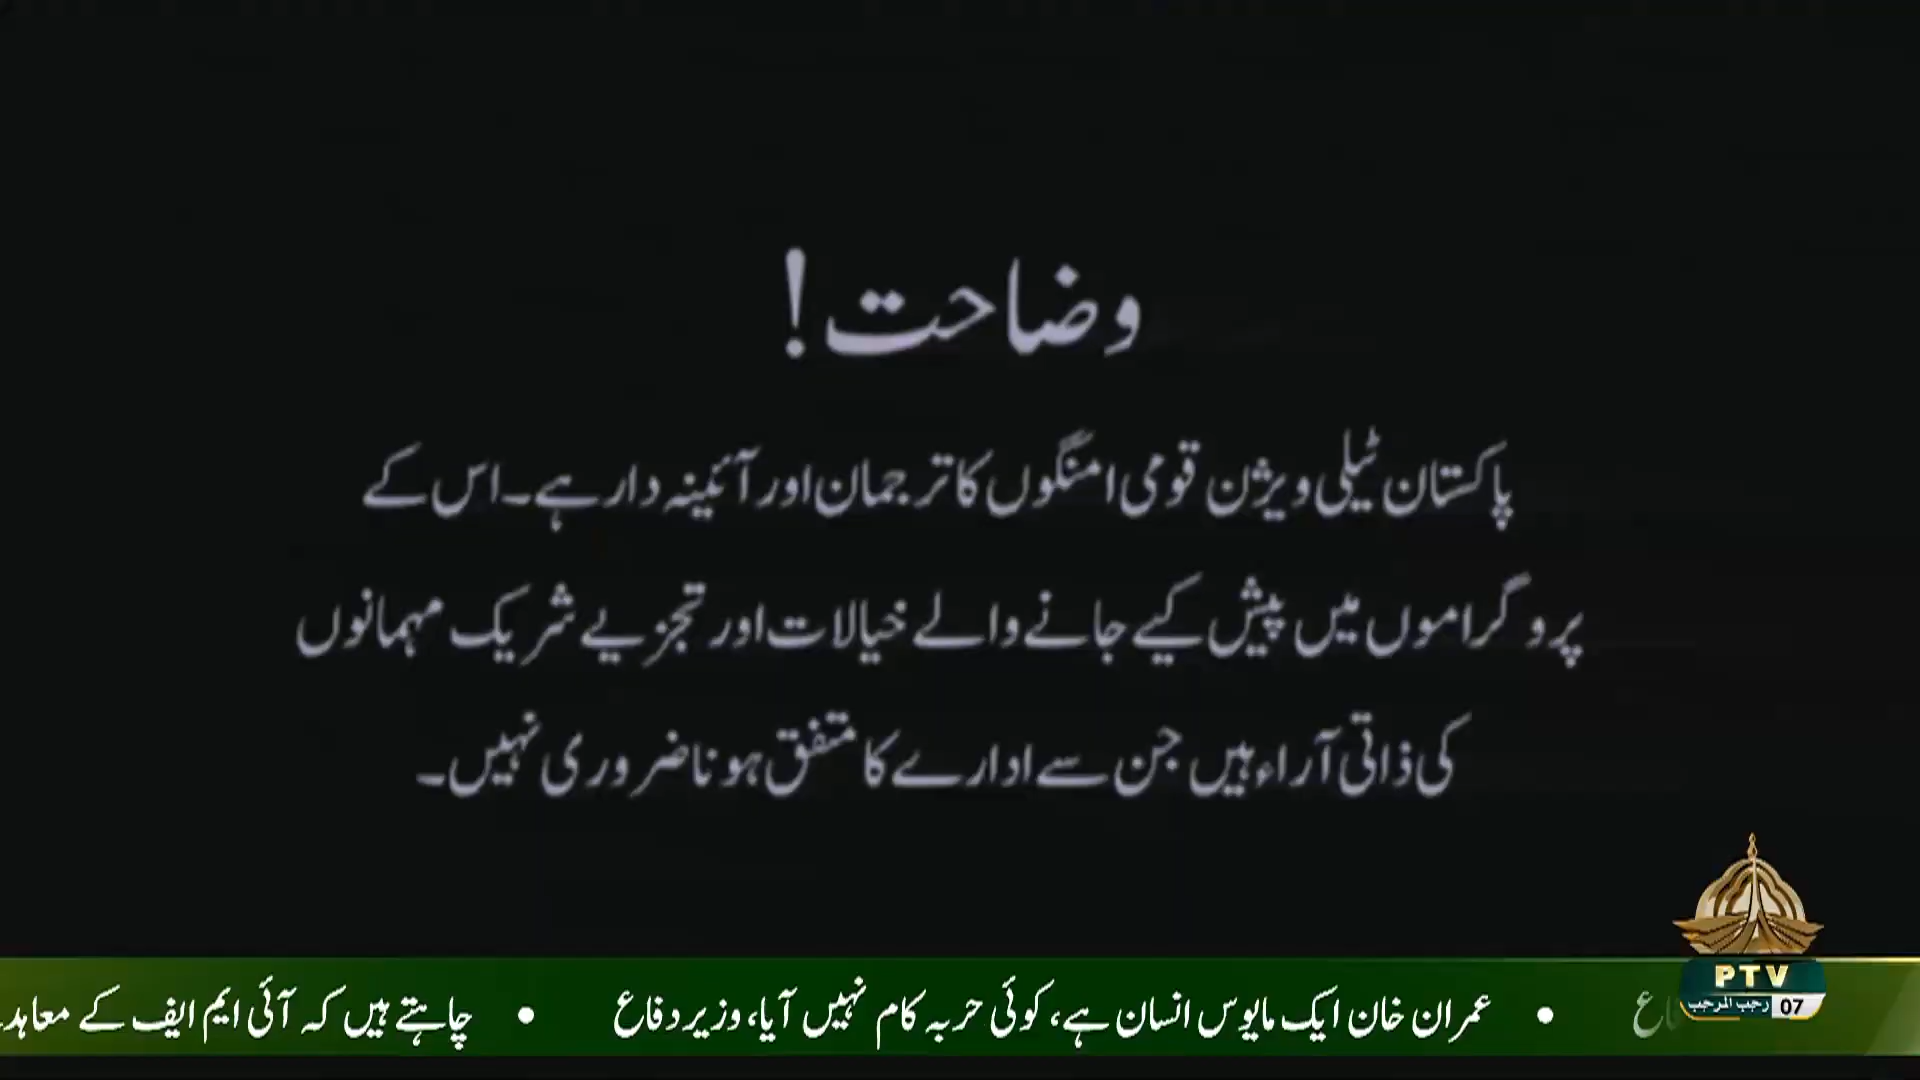 وضاحت!
پاکستان ٹیلی ویژن قومی امنگوں کا ترجمان اور آئینہ دار ہے۔ اس کے
پروگراموں میں پیش کیے جانے والے خیالات اور تجزیے شریک مہمانوں
کی ذاتی آراء ہیں جن سے ادارے کا متفق ہونا ضروری نہیں۔
PTV
07 رجب المرجب
• عمران خان ایک مایوس انسان ہے، کوئی حربہ کام نہیں آیا، وزیر دفاع • چاہتے ہیں کہ آئی ایم ایف کے